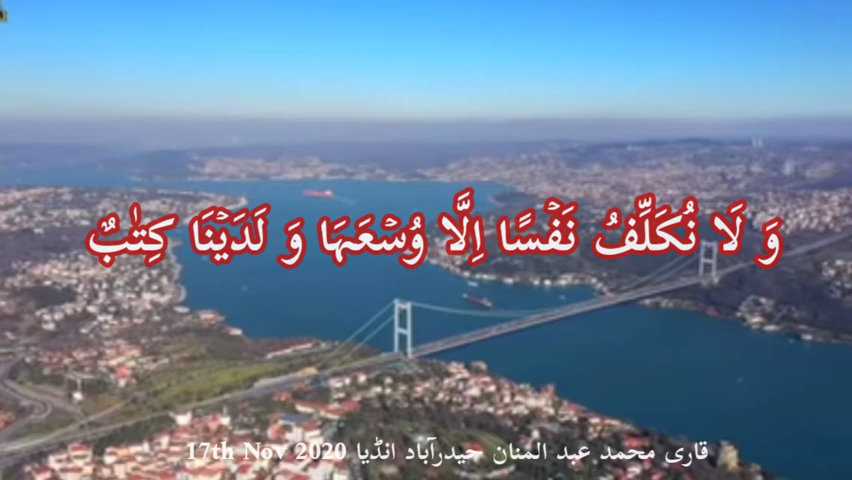 وَ لَا نُكَلِّفُ نَفۡسًا اِلَّا وُسۡعَهَا وَ لَدَيۡنَا كِتٰبٌ
قاری محمد عبد المنان حیدرآباد انڈیا 17th Nov 2020